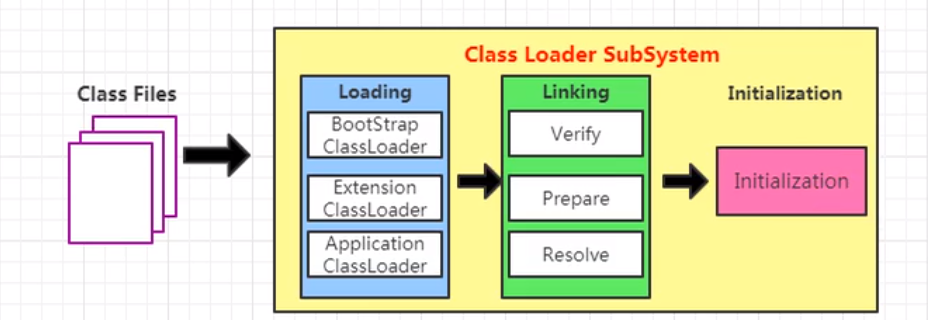 Class Loader SubSystem
Class Files
Loading
BootStrap
ClassLoader
Extension
ClassLoader
Application
ClassLoader
Linking
Verify
Prepare
Resolve
Initialization
Initialization